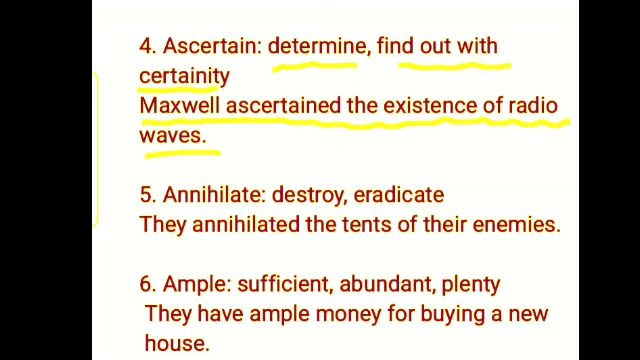 4. Ascertain: determine, find out with
certainity
Maxwell ascertained the existence of radio
waves.
5. Annihilate: destroy, eradicate
They annihilated the tents of their enemies.
6. Ample: sufficient, abundant, plenty
They have ample money for buying a new
house.